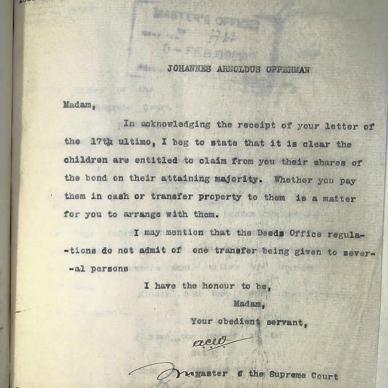 MASTER'S OFFICE
JOHANNES ARNOLDUS OPPERMAN
Madam,
In acknowledging the receipt of your letter of
the 17th ultimo, I beg to state that it is clear the
children are entitled to claim from you their shares of
the bond on their attaining majority. Whether you pay
them in cash or transfer property to them is a matter
for you to arrange with them.
I may mention that the Deeds Office regula-
-tions do not admit of one transfer being given to sever-
-al persons
I have the honour to be,
Madam,
Your obedient servant,
Master of the Supreme Court